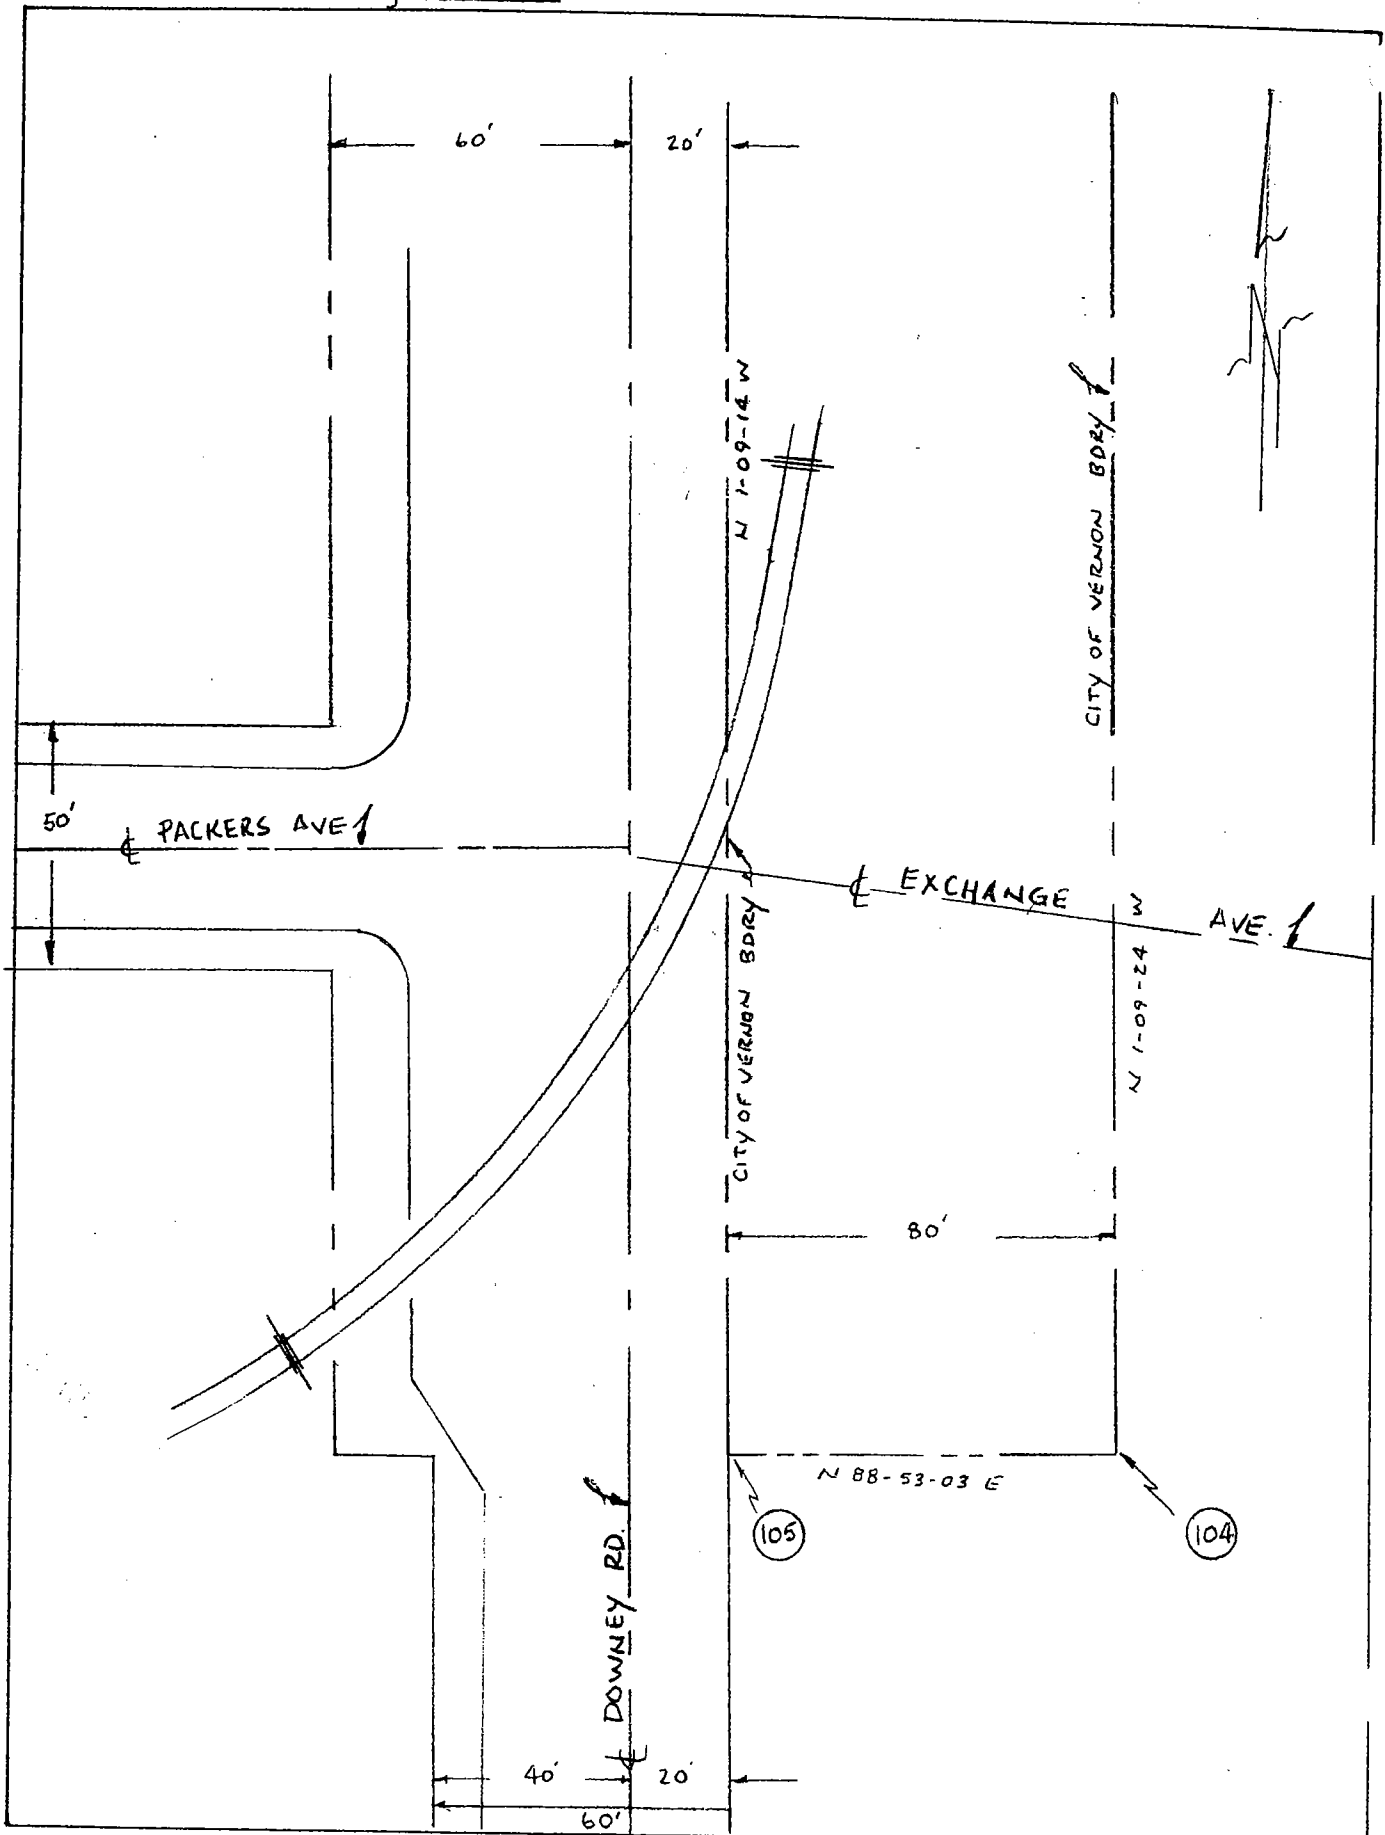 60'
20'
N 1-09-14 W
CITY OF VERNON BDRY
50'
℄ PACKERS AVE
℄ EXCHANGE AVE.
CITY OF VERNON BDRY
N 1-09-24 W
80'
N 88-53-03 E
105
104
℄ DOWNEY RD.
40'
20'
60'